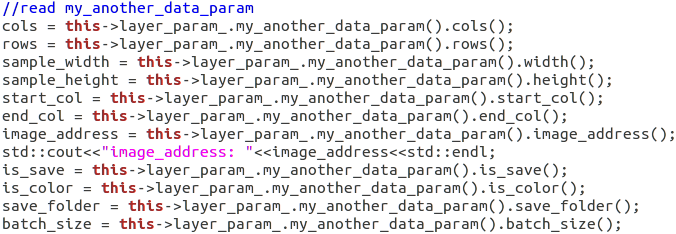 //read my_another_data_param
cols = this->layer_param_.my_another_data_param().cols();
rows = this->layer_param_.my_another_data_param().rows();
sample_width = this->layer_param_.my_another_data_param().width();
sample_height = this->layer_param_.my_another_data_param().height();
start_col = this->layer_param_.my_another_data_param().start_col();
end_col = this->layer_param_.my_another_data_param().end_col();
image_address = this->layer_param_.my_another_data_param().image_address();
std::cout<<"image_address: "<<image_address<<std::endl;
is_save = this->layer_param_.my_another_data_param().is_save();
is_color = this->layer_param_.my_another_data_param().is_color();
save_folder = this->layer_param_.my_another_data_param().save_folder();
batch_size = this->layer_param_.my_another_data_param().batch_size();